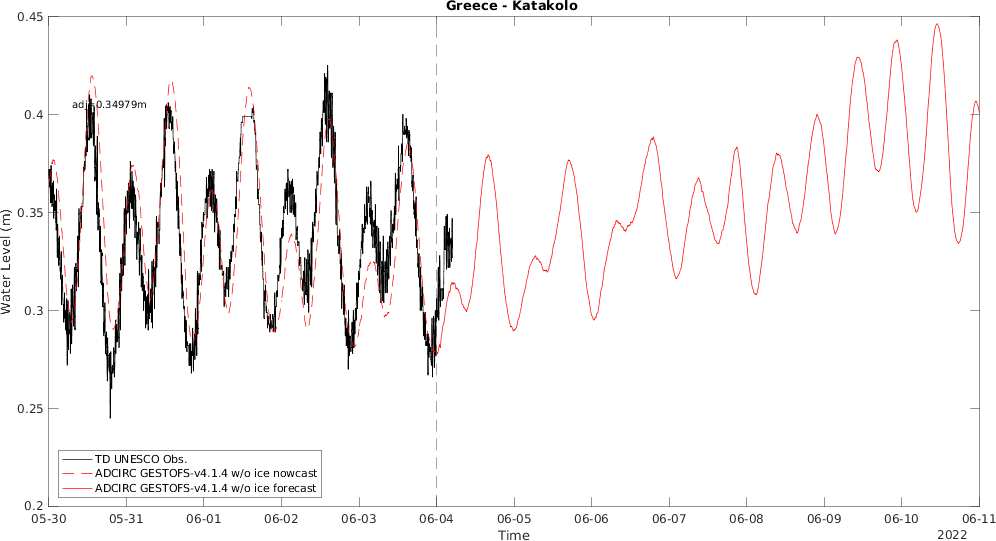 Greece - Katakolo
0.45
0.4
0.35
0.3
0.25
0.2
Water Level (m)
adj=0.34979m
TD UNESCO Obs.
ADCIRC GESTOFS-v4.1.4 w/o ice nowcast
ADCIRC GESTOFS-v4.1.4 w/o ice forecast
05-30 05-31 06-01 06-02 06-03 06-04 06-05 06-06 06-07 06-08 06-09 06-10 06-11
Time
2022